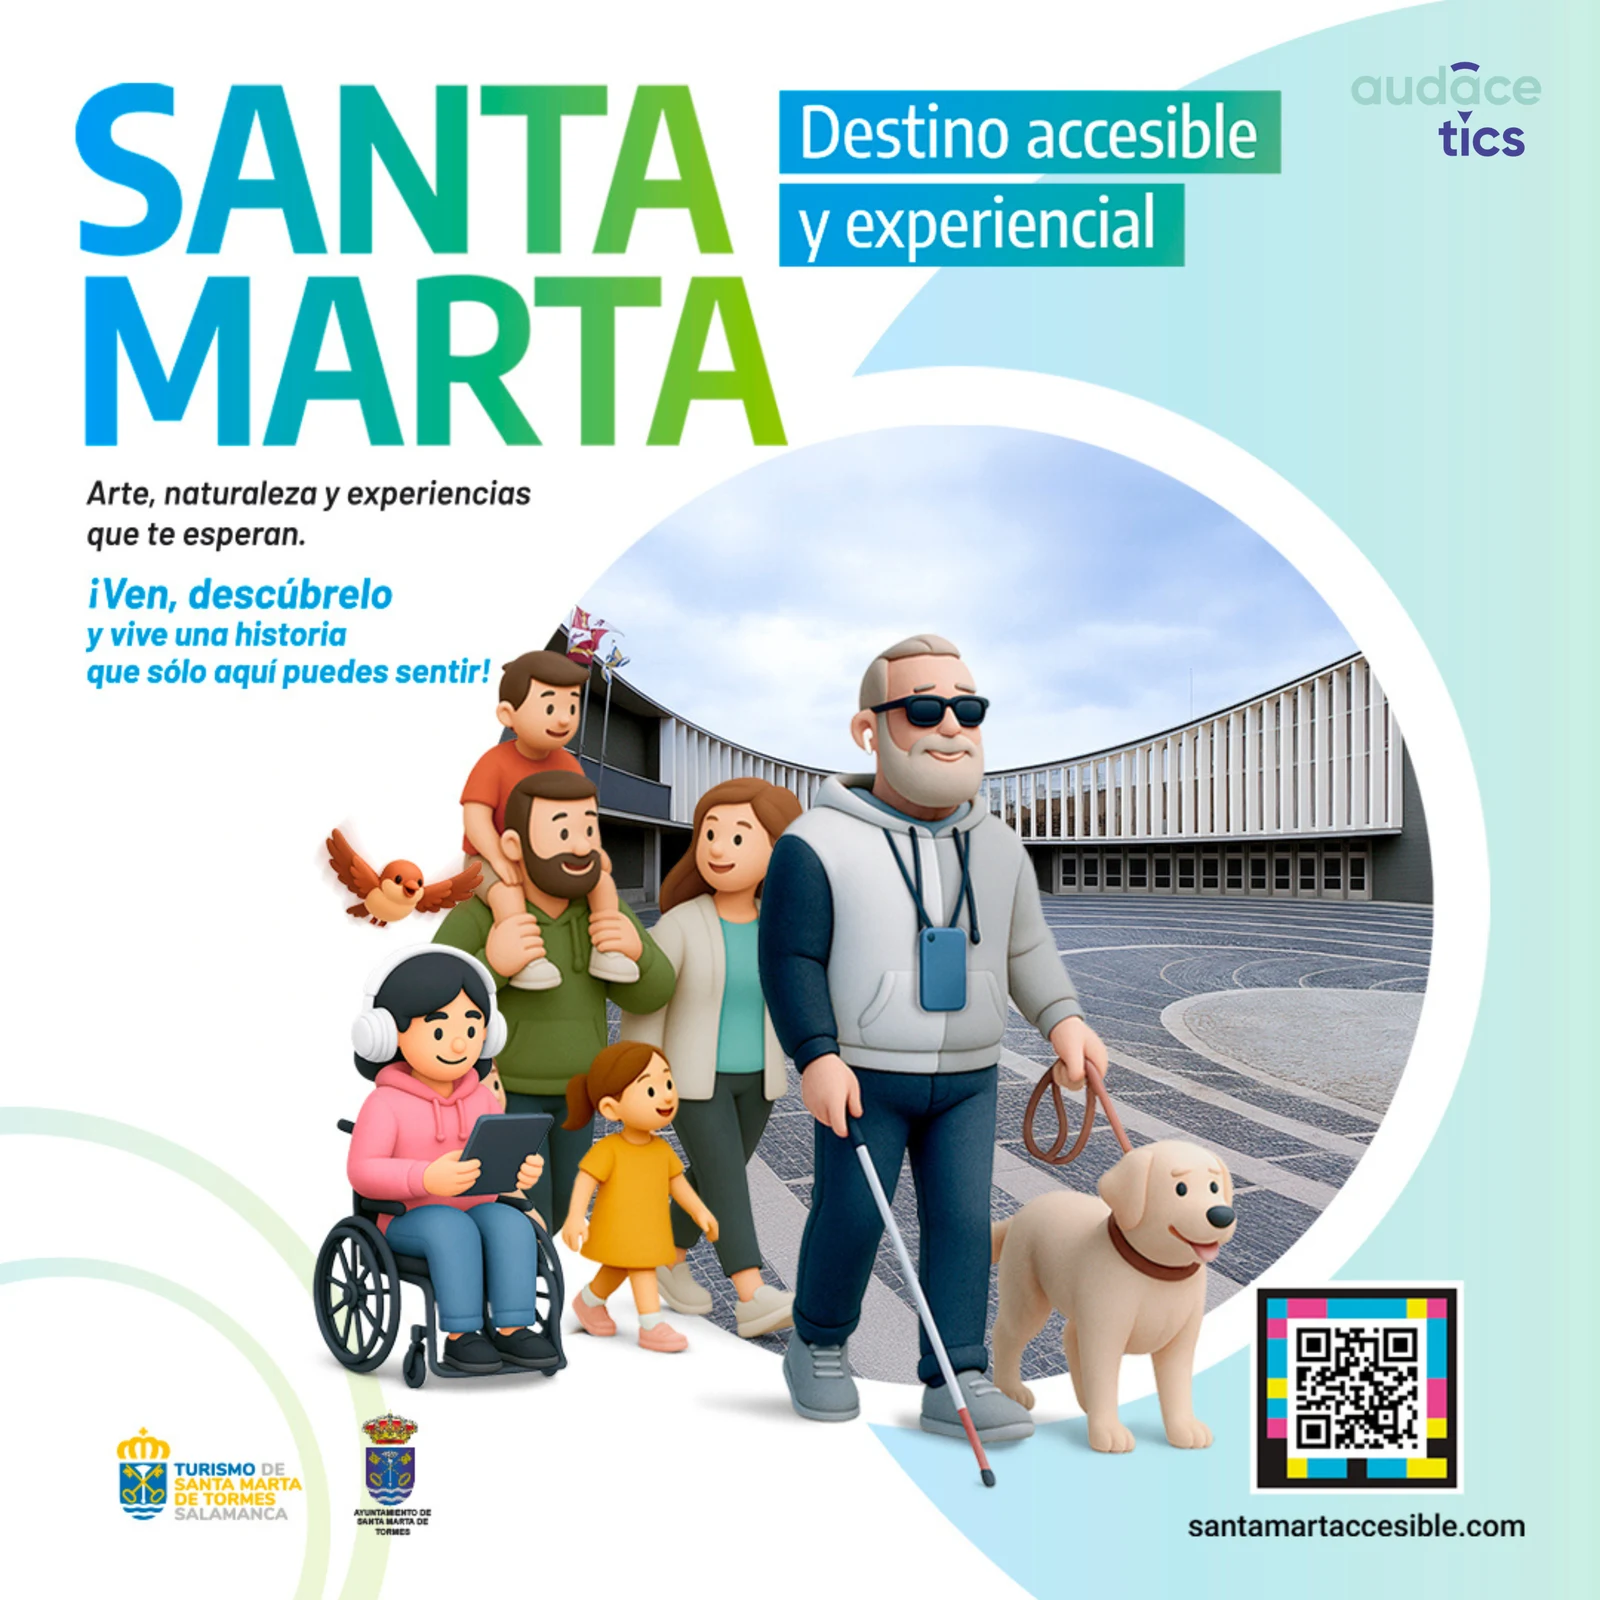 SANTA
MARTA
Destino accesible
y experiencial
audace
tics
Arte, naturaleza y experiencias
que te esperan.
¡Ven, descúbrelo
y vive una historia
que sólo aquí puedes sentir!
TURISMO DE
SANTA MARTA
DE TORMES
SALAMANCA
AYUNTAMIENTO DE
SANTA MARTA DE
TORMES
santamartaccesible.com